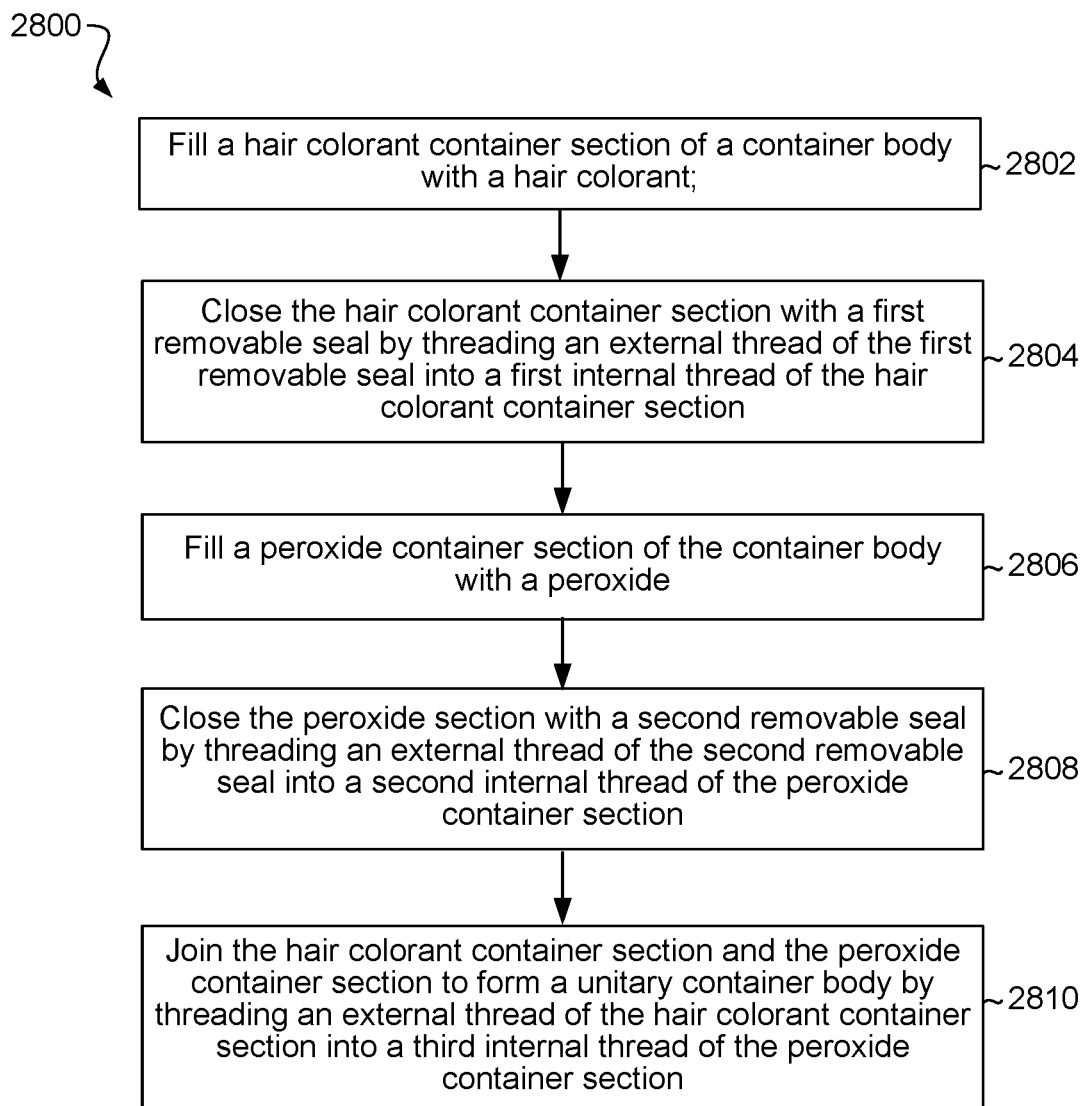 2800
Fill a hair colorant container section of a container body
with a hair colorant;
2802
Close the hair colorant container section with a first
removable seal by threading an external thread of the first
removable seal into a first internal thread of the hair
colorant container section
2804
Fill a peroxide container section of the container body
with a peroxide
2806
Close the peroxide section with a second removable seal
by threading an external thread of the second removable
seal into a second internal thread of the peroxide
container section
2808
Join the hair colorant container section and the peroxide
container section to form a unitary container body by
threading an external thread of the hair colorant container
section into a third internal thread of the peroxide
container section
2810